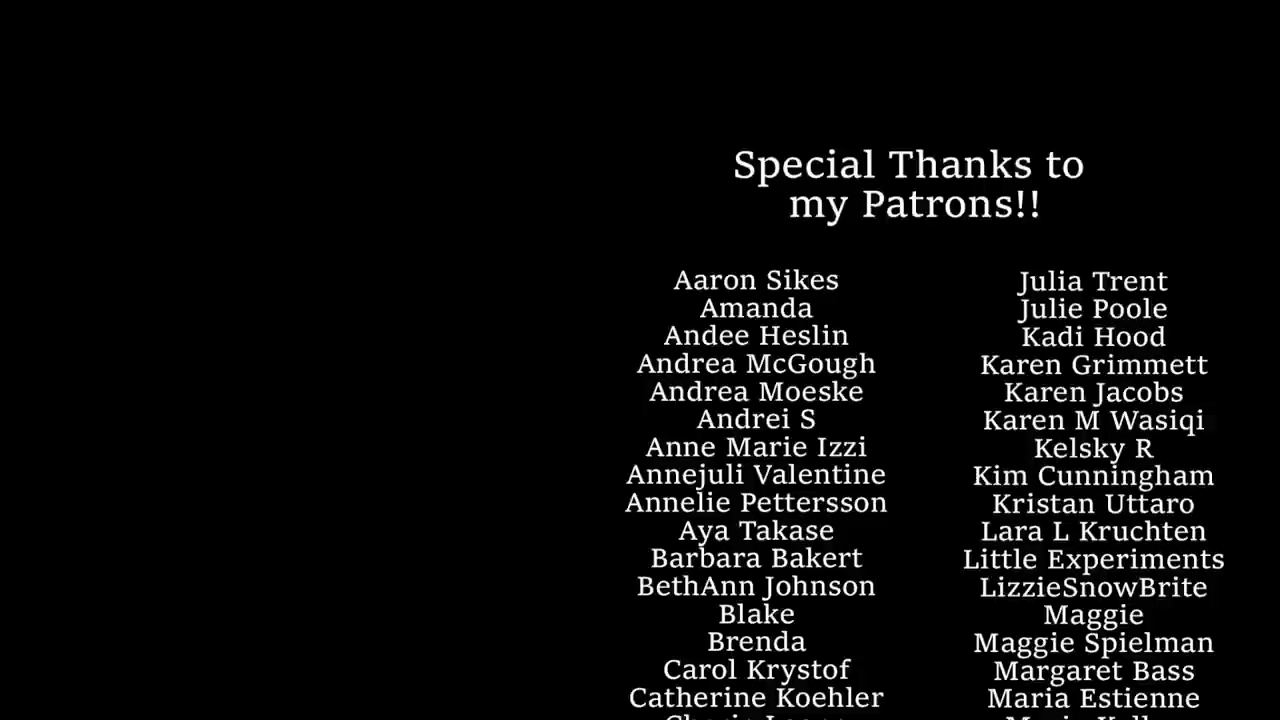 Special Thanks to
my Patrons!!
Aaron Sikes
Amanda
Andee Heslin
Andrea McGough
Andrea Moeske
Andrei S
Anne Marie Izzi
Annejuli Valentine
Annelie Pettersson
Aya Takase
Barbara Bakert
BethAnn Johnson
Blake
Brenda
Carol Krystof
Catherine Koehler
Julia Trent
Julie Poole
Kadi Hood
Karen Grimmett
Karen Jacobs
Karen M Wasiqi
Kelsky R
Kim Cunningham
Kristan Uttaro
Lara L Kruchten
Little Experiments
LizzieSnowBrite
Maggie
Maggie Spielman
Margaret Bass
Maria Estienne